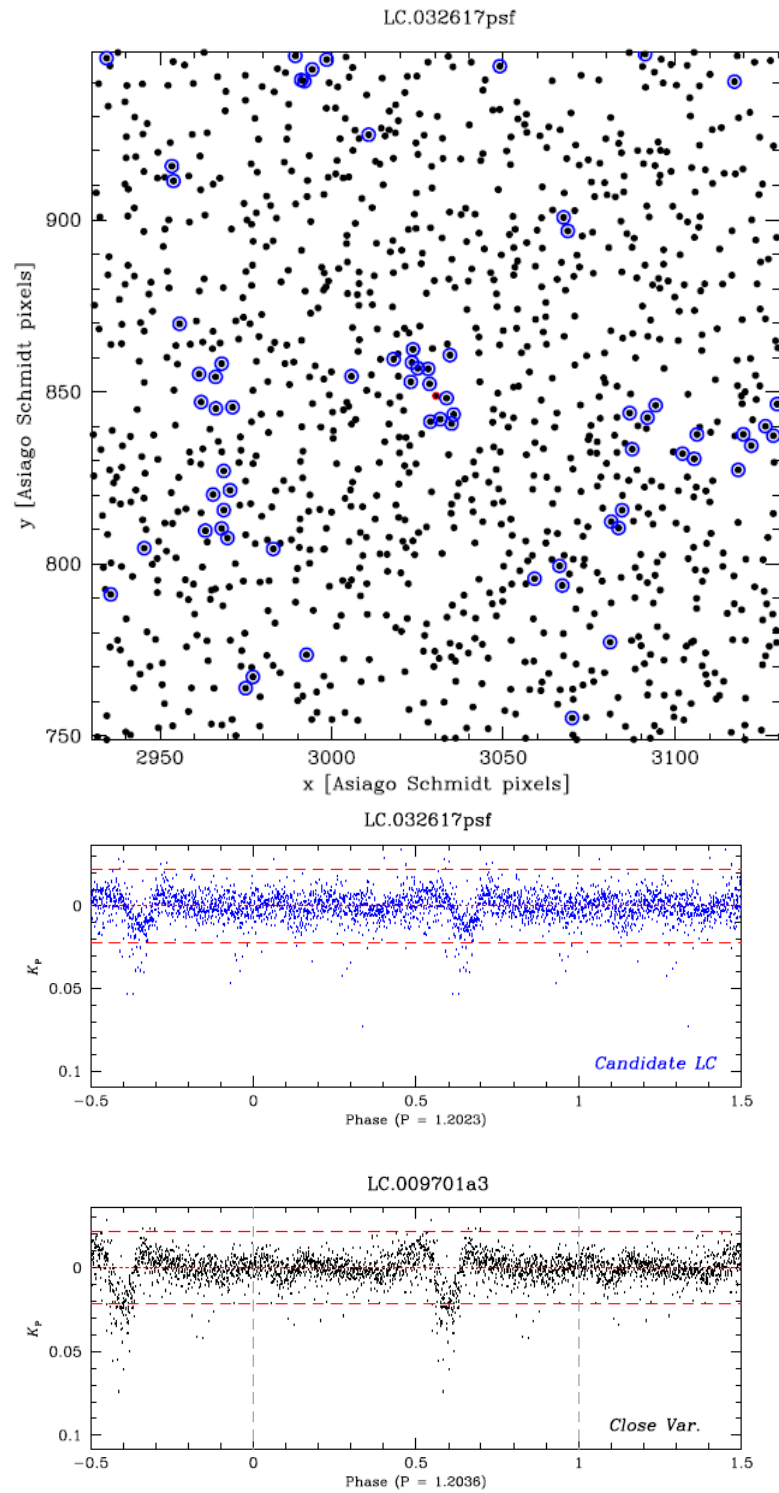 LC.032617psf
900
850
800
750
y [Asiago Schmidt pixels]
2950 3000 3050 3100
x [Asiago Schmidt pixels]
LC.032617psf
0
0.05
0.1
K_P
Candidate LC
−0.5 0 0.5 1 1.5
Phase (P = 1.2023)
LC.009701a3
0
0.05
0.1
K_P
Close Var.
−0.5 0 0.5 1 1.5
Phase (P = 1.2036)